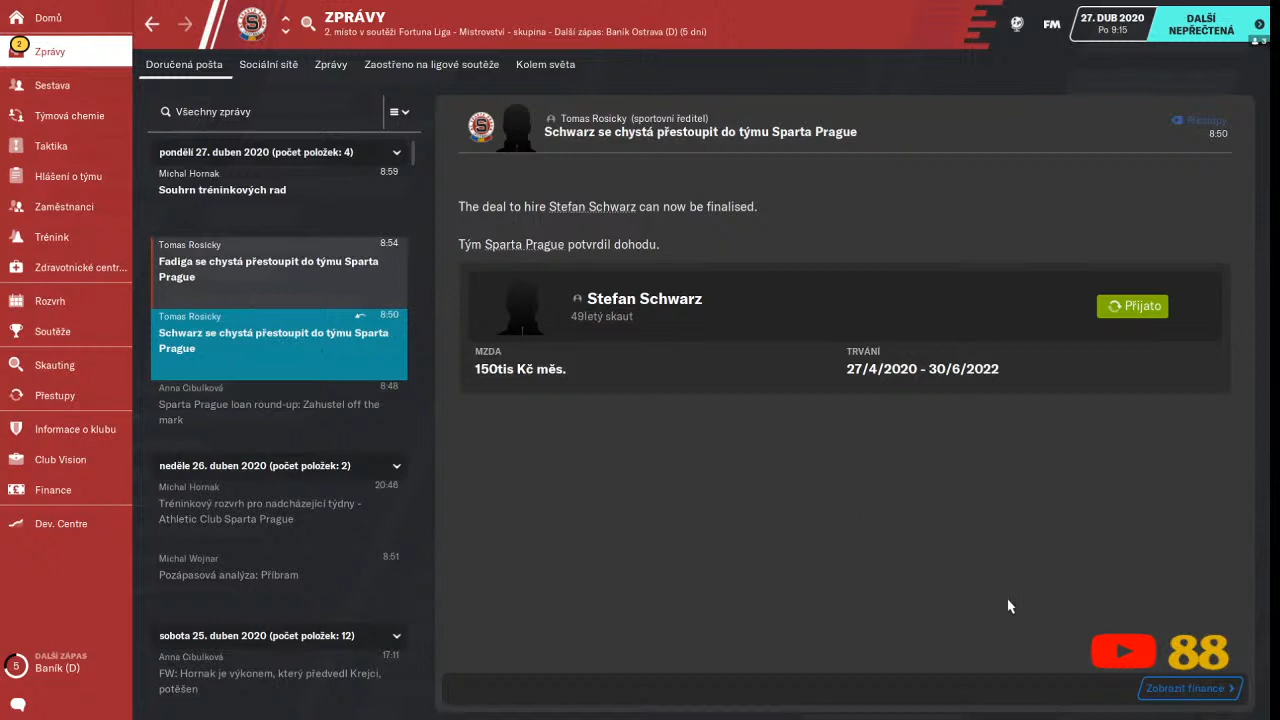 Domů
2
Zprávy
Sestava
Týmová chemie
Taktika
Hlášení o týmu
Zaměstnanci
Trénink
Zdravotnické centr...
Rozvrh
Soutěže
Skauting
Přestupy
Informace o klubu
Club Vision
Finance
Dev. Centre
5
DALŠÍ ZÁPAS
Baník (D)
S
ZPRÁVY
2. místo v soutěži Fortuna Liga - Mistrovství - skupina - Další zápas: Baník Ostrava (D) (5 dni)
FM
27. DUB 2020
Po 9:15
DALŠÍ
NEPŘEČTENÁ
3
Doručená pošta
Sociální sítě
Zprávy
Zaostřeno na ligové soutěže
Kolem světa
Všechny zprávy
pondělí 27. duben 2020 (počet položek: 4)
Michal Hornak
8:59
Souhrn tréninkových rad
Tomas Rosicky
8:54
Fadiga se chystá přestoupit do týmu Sparta
Prague
Tomas Rosicky
8:50
Schwarz se chystá přestoupit do týmu Sparta
Prague
Anna Cibulková
8:48
Sparta Prague loan round-up: Zahustel off the
mark
neděle 26. duben 2020 (počet položek: 2)
Michal Hornak
20:46
Tréninkový rozvrh pro nadcházející týdny -
Athletic Club Sparta Prague
Michal Wojnar
8:51
Pozápasová analýza: Příbram
sobota 25. duben 2020 (počet položek: 12)
Anna Cibulková
17:11
FW: Hornak je výkonem, který předvedl Krejci,
potěšen
S
Tomas Rosicky (sportovní ředitel)
Schwarz se chystá přestoupit do týmu Sparta Prague
Přestupy
8:50
The deal to hire Stefan Schwarz can now be finalised.
Tým Sparta Prague potvrdil dohodu.
Stefan Schwarz
49letý skaut
Přijato
MZDA
150tis Kč měs.
TRVÁNÍ
27/4/2020 - 30/6/2022
88
Zobrazit finance